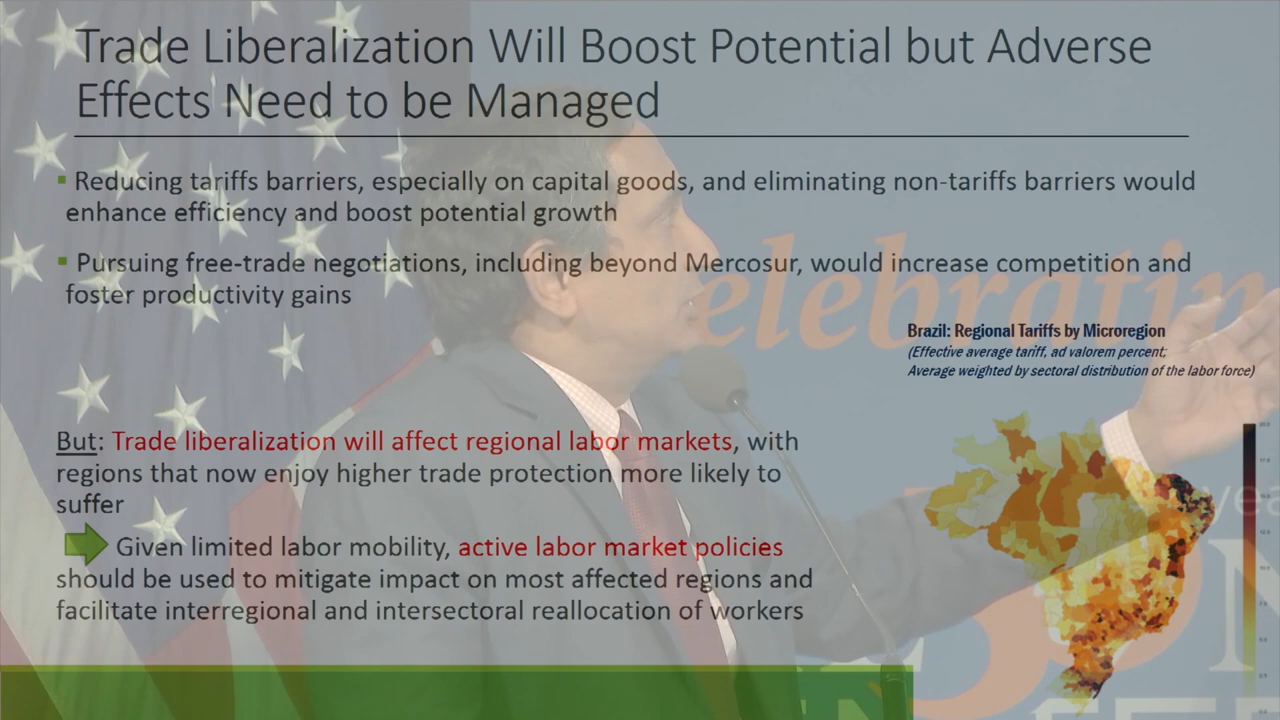 Trade Liberalization Will Boost Potential but Adverse
Effects Need to be Managed
▪ Reducing tariffs barriers, especially on capital goods, and eliminating non-tariffs barriers would
enhance efficiency and boost potential growth
▪ Pursuing free-trade negotiations, including beyond Mercosur, would increase competition and
foster productivity gains
elebratin
Brazil: Regional Tariffs by Microregion
(Effective average tariff, ad valorem percent,
Average weighted by sectoral distribution of the labor force)
But: Trade liberalization will affect regional labor markets, with
regions that now enjoy higher trade protection more likely to
suffer
yea
Given limited labor mobility, active labor market policies
should be used to mitigate impact on most affected regions and
facilitate interregional and intersectoral reallocation of workers